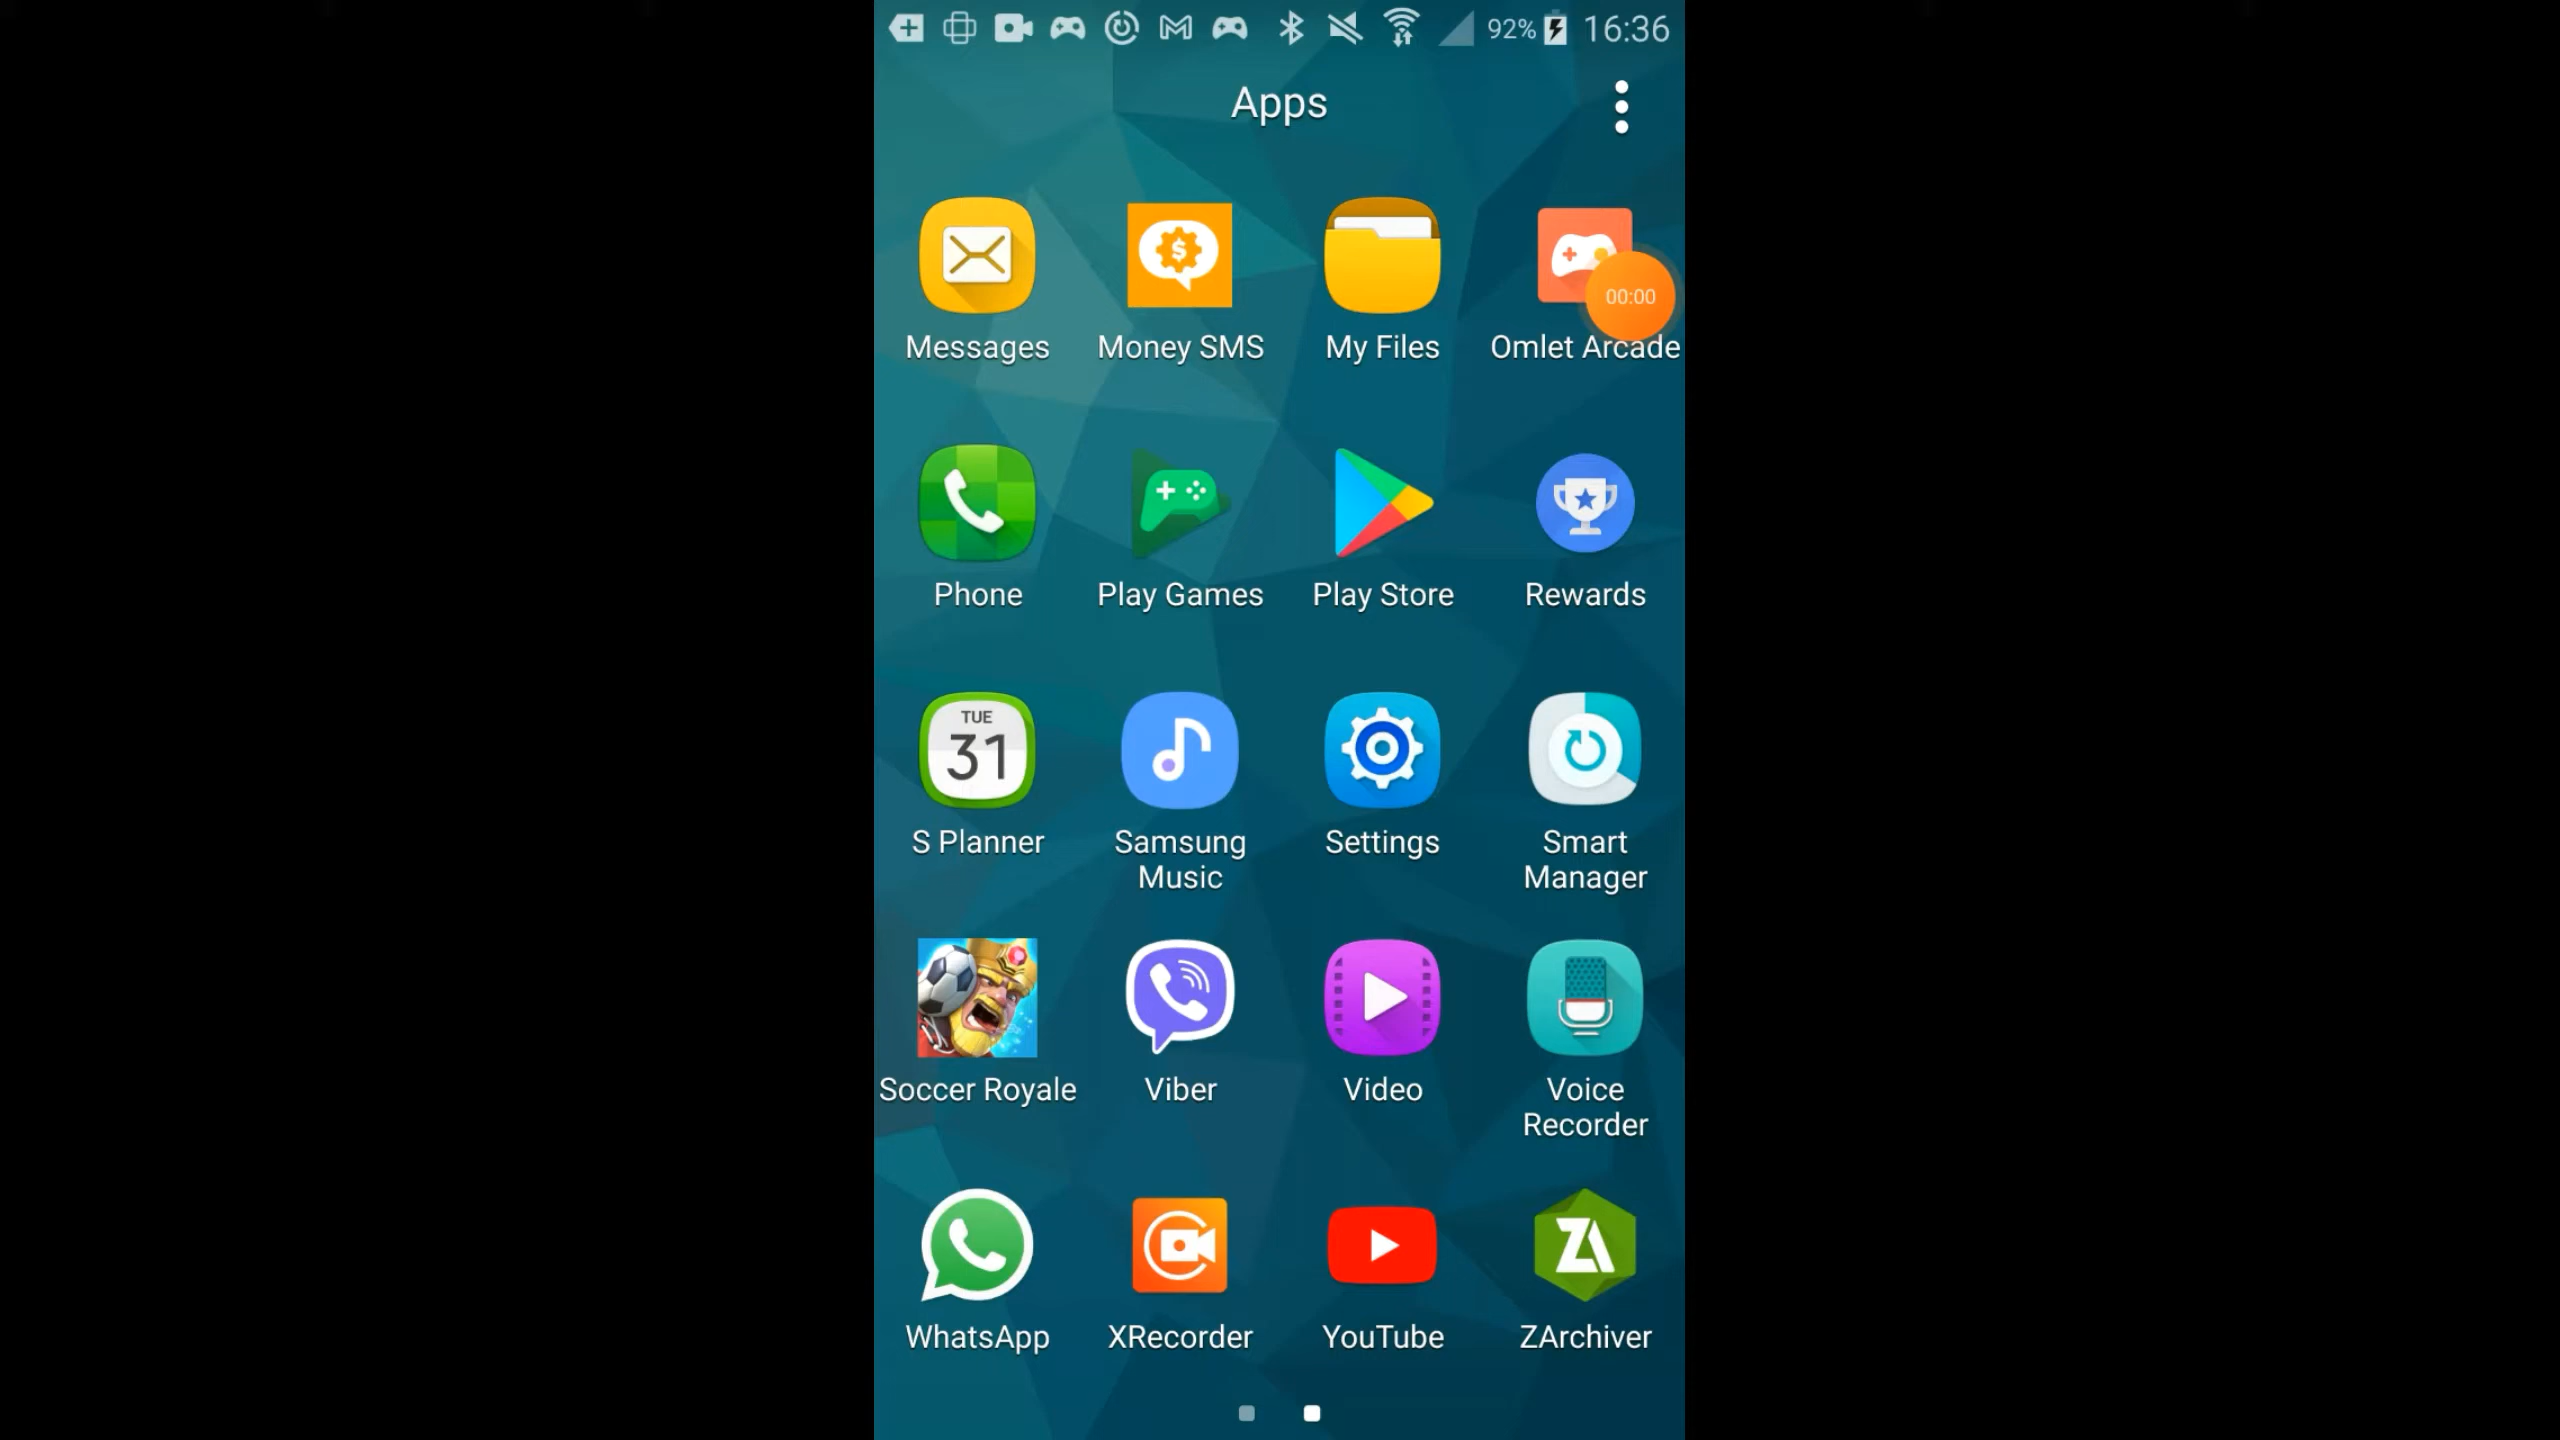 92% 16:36
Apps
00:00
Messages Money SMS My Files Omlet Arcade
Phone Play Games Play Store Rewards
TUE
31
S Planner Samsung Music Settings Smart Manager
Soccer Royale Viber Video Voice Recorder
ZA
WhatsApp XRecorder YouTube ZArchiver